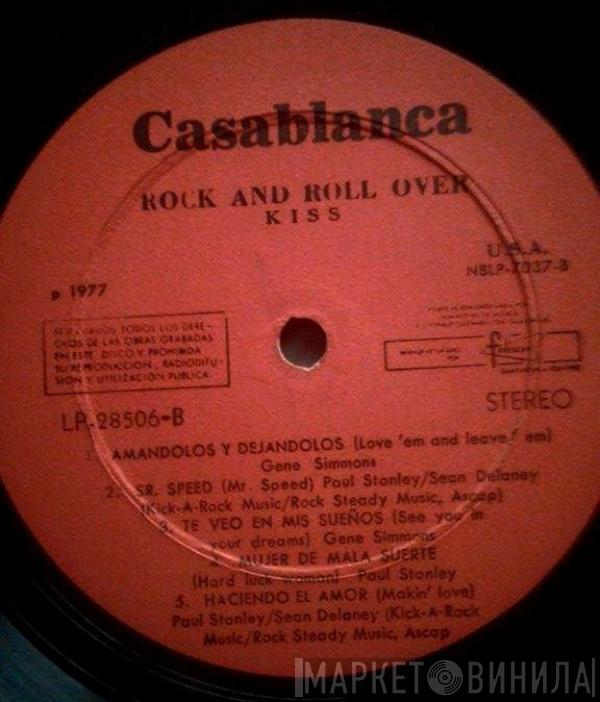 Casablanca
ROCK AND ROLL OVER
KISS
U.S.A.
NBLP-7037-B
p 1977
RESERVADOS TODOS LOS DERE-
CHOS DE LAS OBRAS GRABADAS
EN ESTE DISCO Y PROHIBIDA
SU REPRODUCCION, RADIODIFU-
SION Y UTILIZACION PUBLICA.
LP-28506-B
STEREO
1. AMANDOLOS Y DEJANDOLOS (Love 'em and leave 'em)
Gene Simmons
2. SR. SPEED (Mr. Speed) Paul Stanley/Sean Delaney
(Kick-A-Rock Music/Rock Steady Music, Ascap)
3. TE VEO EN MIS SUEÑOS (See you in
your dreams) Gene Simmons
MUJER DE MALA SUERTE
(Hard luck woman) Paul Stanley
5. HACIENDO EL AMOR (Makin' love)
Paul Stanley/Sean Delaney (Kick-A-Rock
Music/Rock Steady Music, Ascap
МАРКЕТ ВИНИЛА